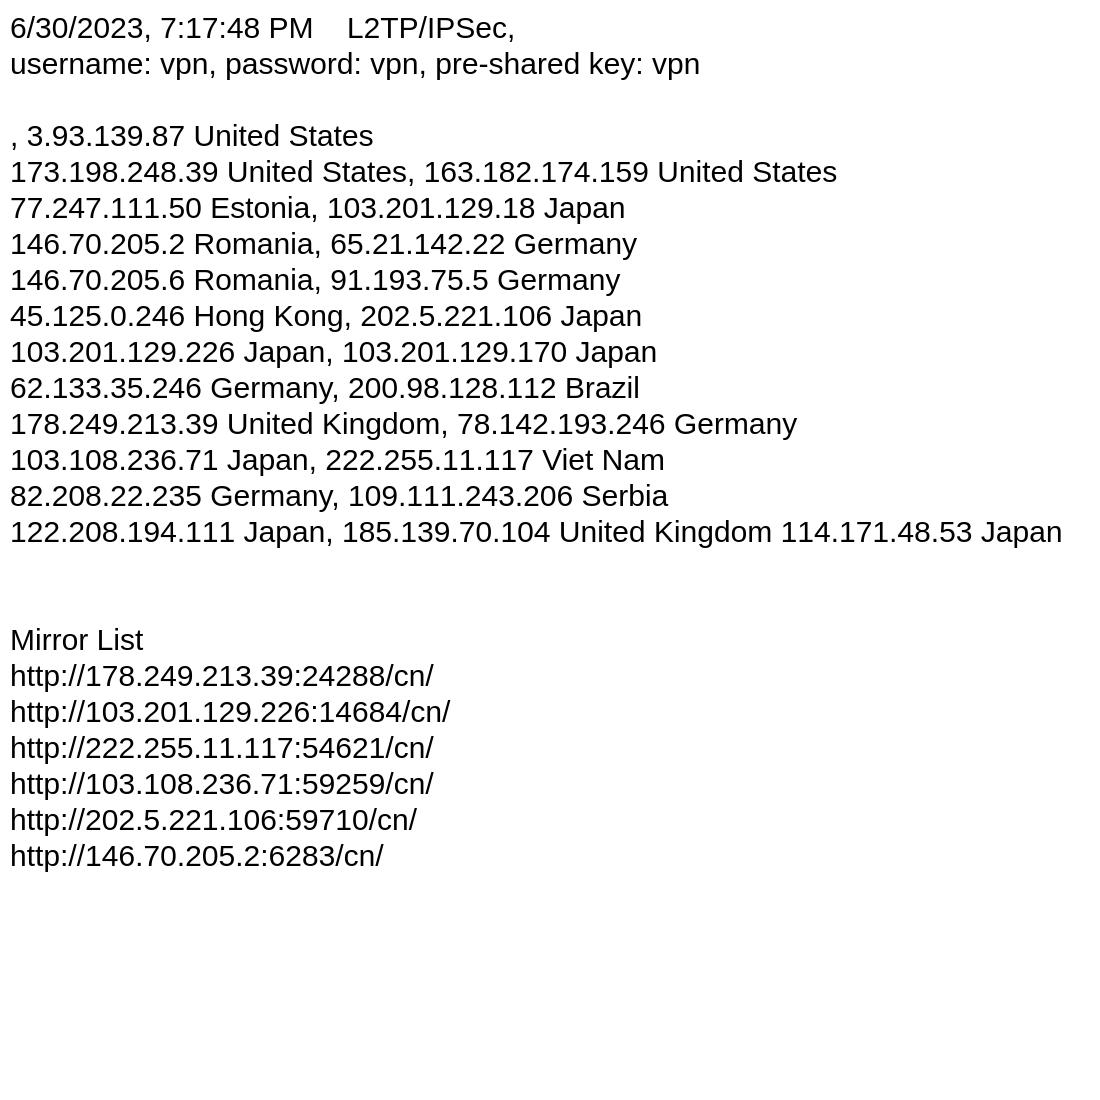 6/30/2023, 7:17:48 PM    L2TP/IPSec,
username: vpn, password: vpn, pre-shared key: vpn
, 3.93.139.87 United States
173.198.248.39 United States, 163.182.174.159 United States
77.247.111.50 Estonia, 103.201.129.18 Japan
146.70.205.2 Romania, 65.21.142.22 Germany
146.70.205.6 Romania, 91.193.75.5 Germany
45.125.0.246 Hong Kong, 202.5.221.106 Japan
103.201.129.226 Japan, 103.201.129.170 Japan
62.133.35.246 Germany, 200.98.128.112 Brazil
178.249.213.39 United Kingdom, 78.142.193.246 Germany
103.108.236.71 Japan, 222.255.11.117 Viet Nam
82.208.22.235 Germany, 109.111.243.206 Serbia
122.208.194.111 Japan, 185.139.70.104 United Kingdom 114.171.48.53 Japan
Mirror List
http://178.249.213.39:24288/cn/
http://103.201.129.226:14684/cn/
http://222.255.11.117:54621/cn/
http://103.108.236.71:59259/cn/
http://202.5.221.106:59710/cn/
http://146.70.205.2:6283/cn/